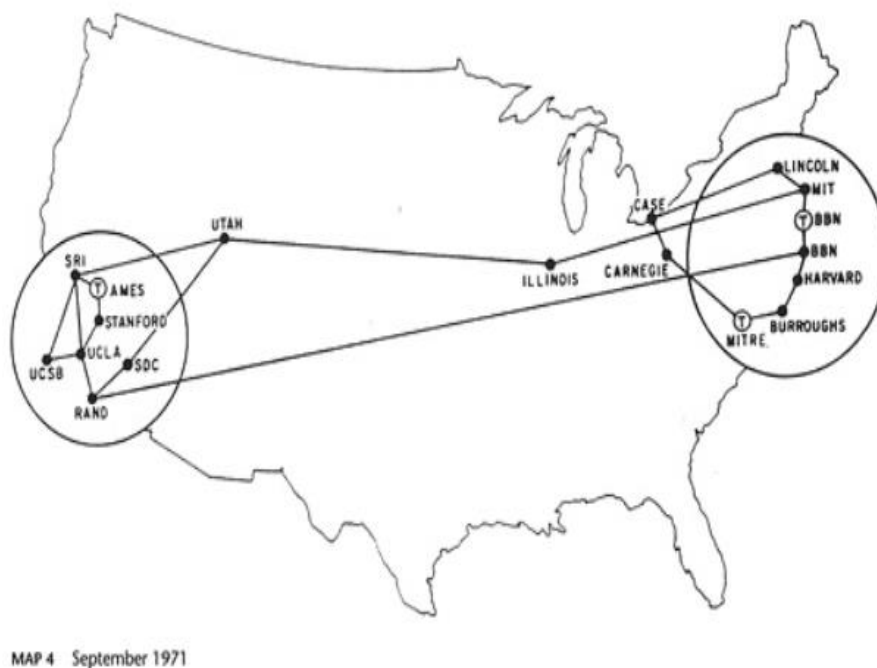 LINCOLN
MIT
CASE
T BBN
UTAH
BBN
SRI
ILLINOIS
CARNEGIE
HARVARD
T AMES
STANFORD
BURROUGHS
T
MITRE.
UCLA
SDC
UCSB
RAND
MAP 4 September 1971